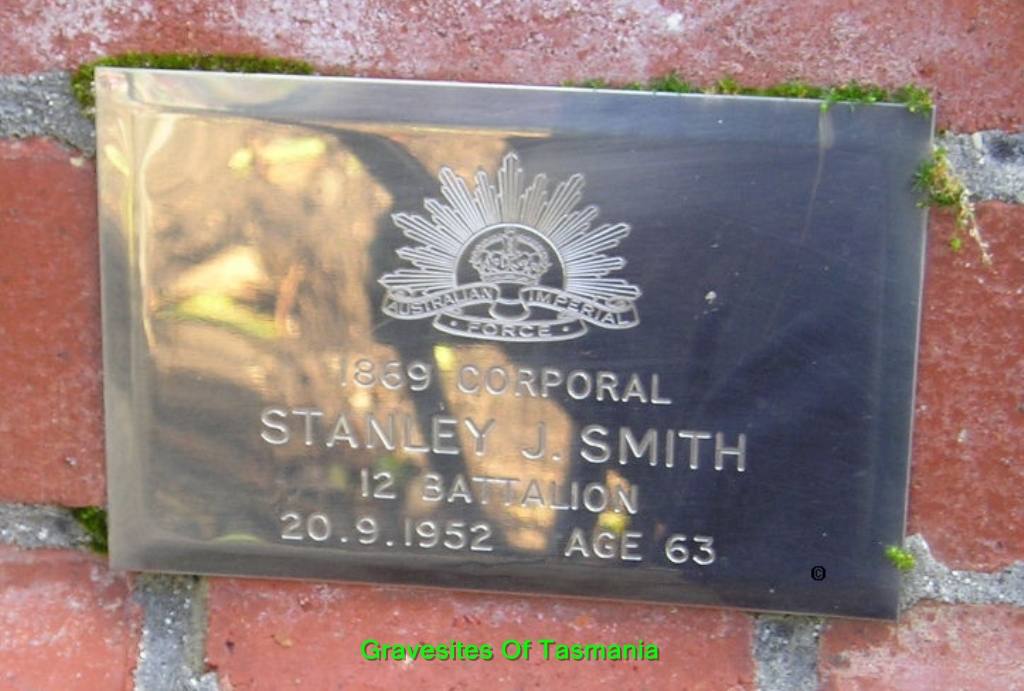 AUSTRALIAN IMPERIAL
FORCE
1869 CORPORAL
STANLEY J. SMITH
12 BATTALION
20.9.1952 AGE 63
©
Gravesites Of Tasmania